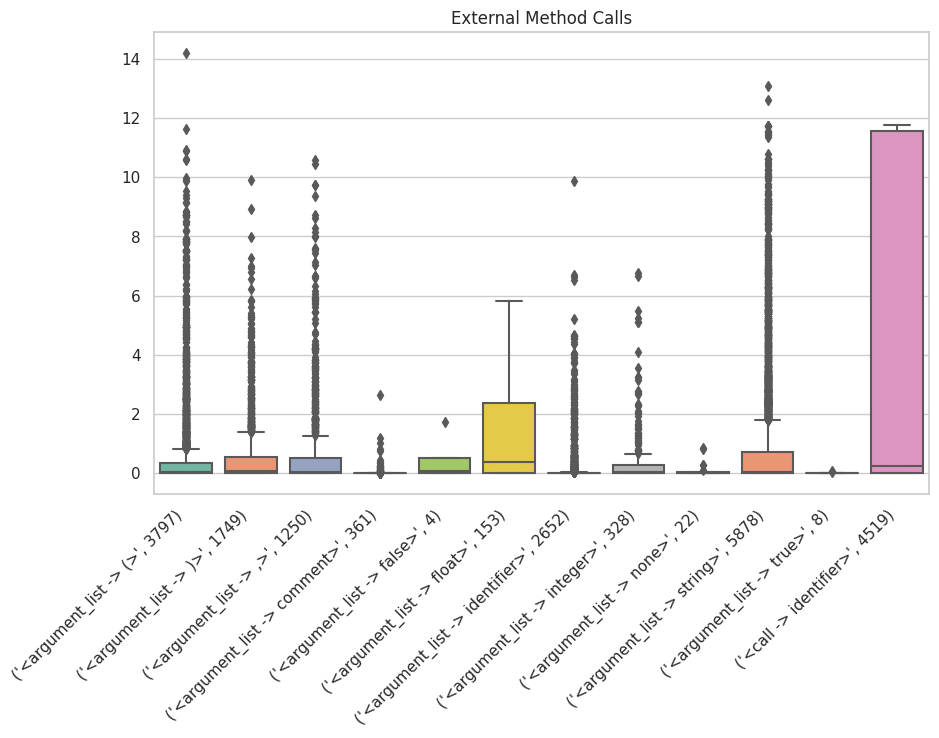 External Method Calls
14
12
10
8
6
4
2
0
('<argument_list -> (>', 3797)
('<argument_list -> )>', 1749)
('<argument_list -> ,>', 1250)
('<argument_list -> comment>', 361)
('<argument_list -> false>', 4)
('<argument_list -> float>', 153)
('<argument_list -> identifier>', 2652)
('<argument_list -> integer>', 328)
('<argument_list -> none>', 22)
('<argument_list -> string>', 5878)
('<argument_list -> true>', 8)
('<call -> identifier>', 4519)